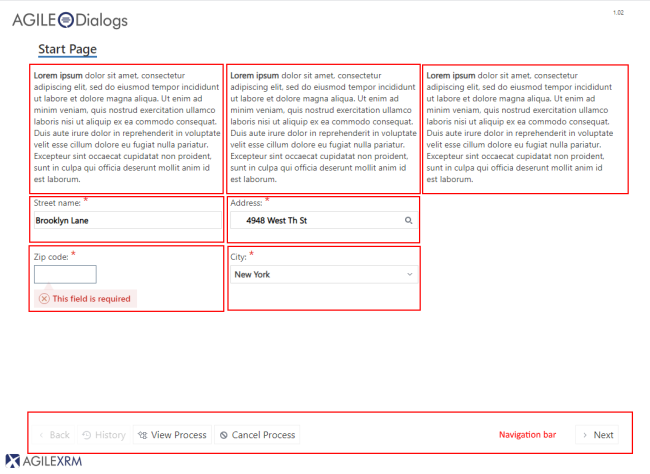 AGILE Dialogs
1.02
Start Page
Lorem ipsum dolor sit amet, consectetur
adipiscing elit, sed do eiusmod tempor incididunt
ut labore et dolore magna aliqua. Ut enim ad
minim veniam, quis nostrud exercitation ullamco
laboris nisi ut aliquip ex ea commodo consequat.
Duis aute irure dolor in reprehenderit in voluptate
velit esse cillum dolore eu fugiat nulla pariatur.
Excepteur sint occaecat cupidatat non proident,
sunt in culpa qui officia deserunt mollit anim id
est laborum.
Lorem ipsum dolor sit amet, consectetur
adipiscing elit, sed do eiusmod tempor incididunt
ut labore et dolore magna aliqua. Ut enim ad
minim veniam, quis nostrud exercitation ullamco
laboris nisi ut aliquip ex ea commodo consequat.
Duis aute irure dolor in reprehenderit in voluptate
velit esse cillum dolore eu fugiat nulla pariatur.
Excepteur sint occaecat cupidatat non proident,
sunt in culpa qui officia deserunt mollit anim id
est laborum.
Lorem ipsum dolor sit amet, consectetur
adipiscing elit, sed do eiusmod tempor incididunt
ut labore et dolore magna aliqua. Ut enim ad
minim veniam, quis nostrud exercitation ullamco
laboris nisi ut aliquip ex ea commodo consequat.
Duis aute irure dolor in reprehenderit in voluptate
velit esse cillum dolore eu fugiat nulla pariatur.
Excepteur sint occaecat cupidatat non proident,
sunt in culpa qui officia deserunt mollit anim id
est laborum.
Street name: *
Brooklyn Lane
Address: *
4948 West Th St
Zip code: *
This field is required
City: *
New York
Back
History
View Process
Cancel Process
Navigation bar
Next
AGILEXRM